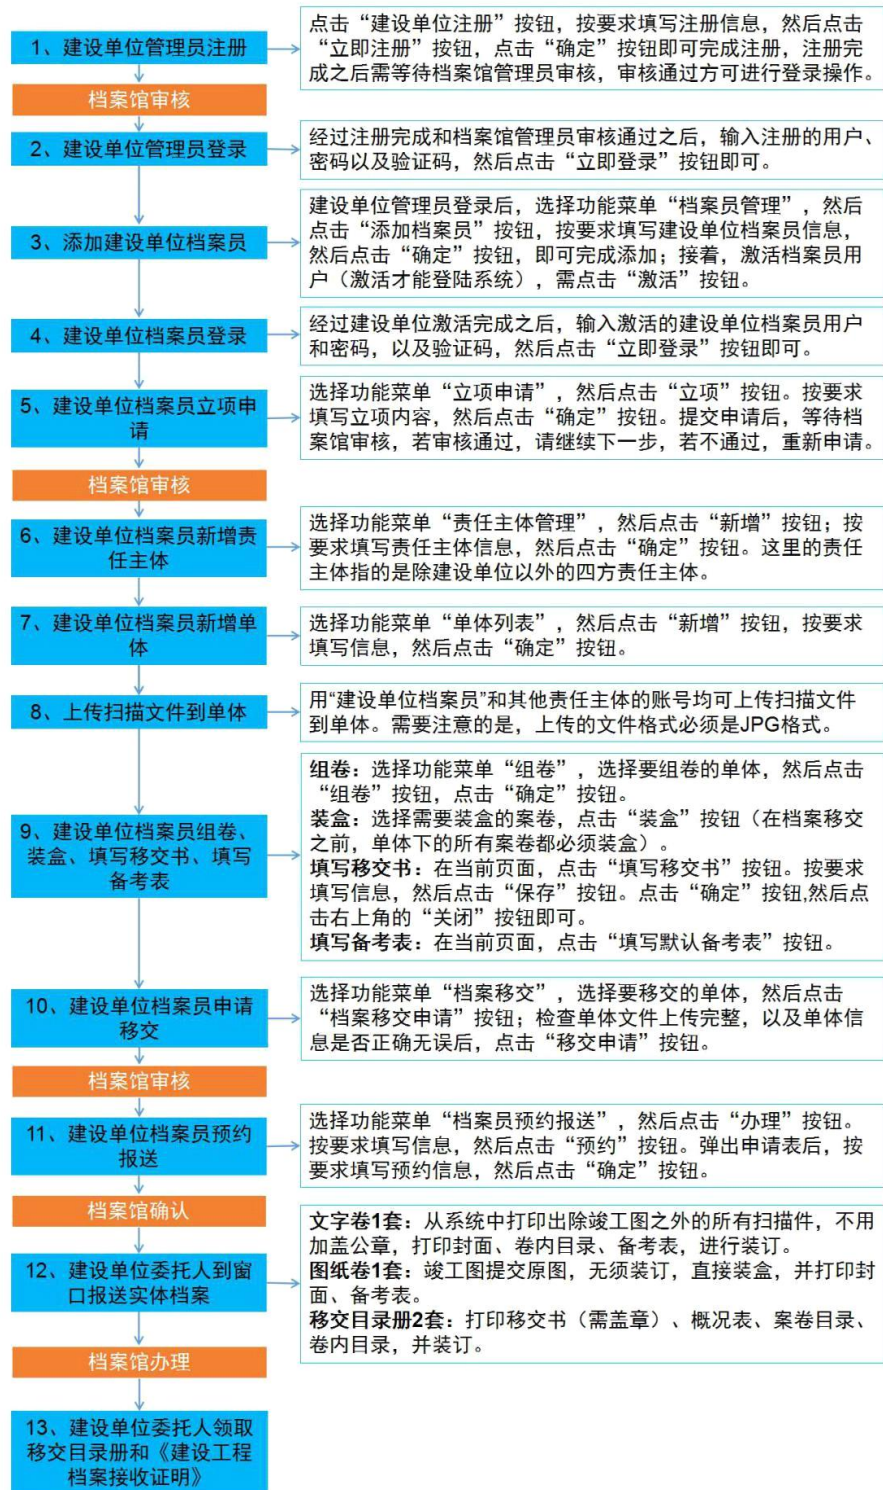 1、建设单位管理员注册
点击“建设单位注册”按钮，按要求填写注册信息，然后点击
“立即注册”按钮，点击“确定”按钮即可完成注册，注册完
成之后需等待档案馆管理员审核，审核通过方可进行登录操作。
档案馆审核
2、建设单位管理员登录
经过注册完成和档案馆管理员审核通过之后，输入注册的用户、
密码以及验证码，然后点击“立即登录”按钮即可。
3、添加建设单位档案员
建设单位管理员登录后，选择功能菜单“档案员管理”，然后
点击“添加档案员”按钮，按要求填写建设单位档案员信息，
然后点击“确定”按钮，即可完成添加；接着，激活档案员用
户（激活才能登陆系统），需点击“激活”按钮。
4、建设单位档案员登录
经过建设单位激活完成之后，输入激活的建设单位档案员用户
和密码，以及验证码，然后点击“立即登录”按钮即可。
5、建设单位档案员立项申
请
选择功能菜单“立项申请”，然后点击“立项”按钮。按要求
填写立项内容，然后点击“确定”按钮。提交申请后，等待档
案馆审核，若审核通过，请继续下一步，若不通过，重新申请。
档案馆审核
6、建设单位档案员新增责
任主体
选择功能菜单“责任主体管理”，然后点击“新增”按钮；按
要求填写责任主体信息，然后点击“确定”按钮。这里的责任
主体指的是除建设单位以外的四方责任主体。
7、建设单位档案员新增单
体
选择功能菜单“单体列表”，然后点击“新增”按钮，按要求
填写信息，然后点击“确定”按钮。
8、上传扫描文件到单体
用“建设单位档案员”和其他责任主体的账号均可上传扫描文件
到单体。需要注意的是，上传的文件格式必须是JPG格式。
9、建设单位档案员组卷、
装盒、填写移交书、填写
备考表
组卷：选择功能菜单“组卷”，选择要组卷的单体，然后点击
“组卷”按钮，点击“确定”按钮。
装盒：选择需要装盒的案卷，点击“装盒”按钮（在档案移交
之前，单体下的所有案卷都必须装盒）。
填写移交书：在当前页面，点击“填写移交书”按钮。按要求
填写信息，然后点击“保存”按钮。点击“确定”按钮,然后点
击右上角的“关闭”按钮即可。
填写备考表：在当前页面，点击“填写默认备考表”按钮。
10、建设单位档案员申请
移交
选择功能菜单“档案移交”，选择要移交的单体，然后点击
“档案移交申请”按钮；检查单体文件上传完整，以及单体信
息是否正确无误后，点击“移交申请”按钮。
档案馆审核
11、建设单位档案员预约
报送
选择功能菜单“档案员预约报送”，然后点击“办理”按钮。
按要求填写信息，然后点击“预约”按钮。弹出申请表后，按
要求填写预约信息，然后点击“确定”按钮。
档案馆确认
12、建设单位委托人到窗
口报送实体档案
文字卷1套：从系统中打印出除竣工图之外的所有扫描件，不用
加盖公章，打印封面、卷内目录、备考表，进行装订。
图纸卷1套：竣工图提交原图，无须装订，直接装盒，并打印封
面、备考表。
移交目录册2套：打印移交书（需盖章）、概况表、案卷目录、
卷内目录，并装订。
档案馆办理
13、建设单位委托人领取
移交目录册和《建设工程
档案接收证明》